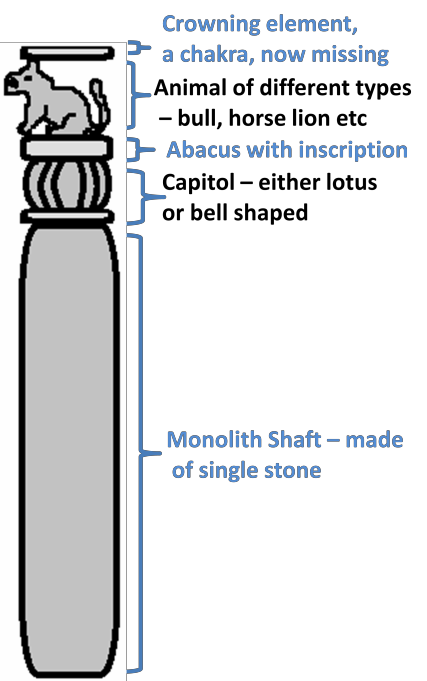 Crowning element,
a chakra, now missing
Animal of different types
– bull, horse lion etc
Abacus with inscription
Capitol – either lotus
or bell shaped
Monolith Shaft – made
of single stone